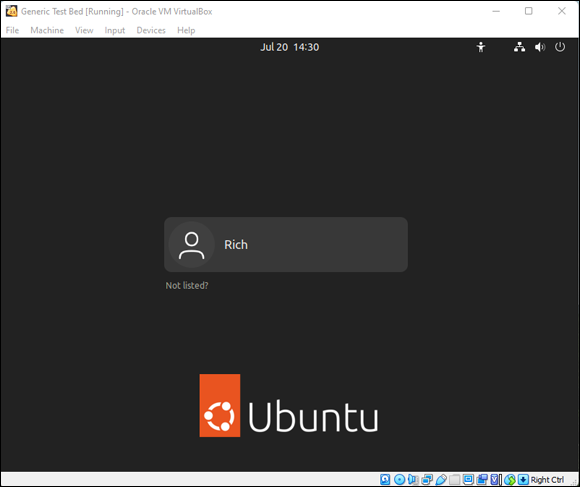 Generic Test Bed [Running] - Oracle VM VirtualBox
File Machine View Input Devices Help
Jul 20 14:30
Rich
Not listed?
Ubuntu
Right Ctrl